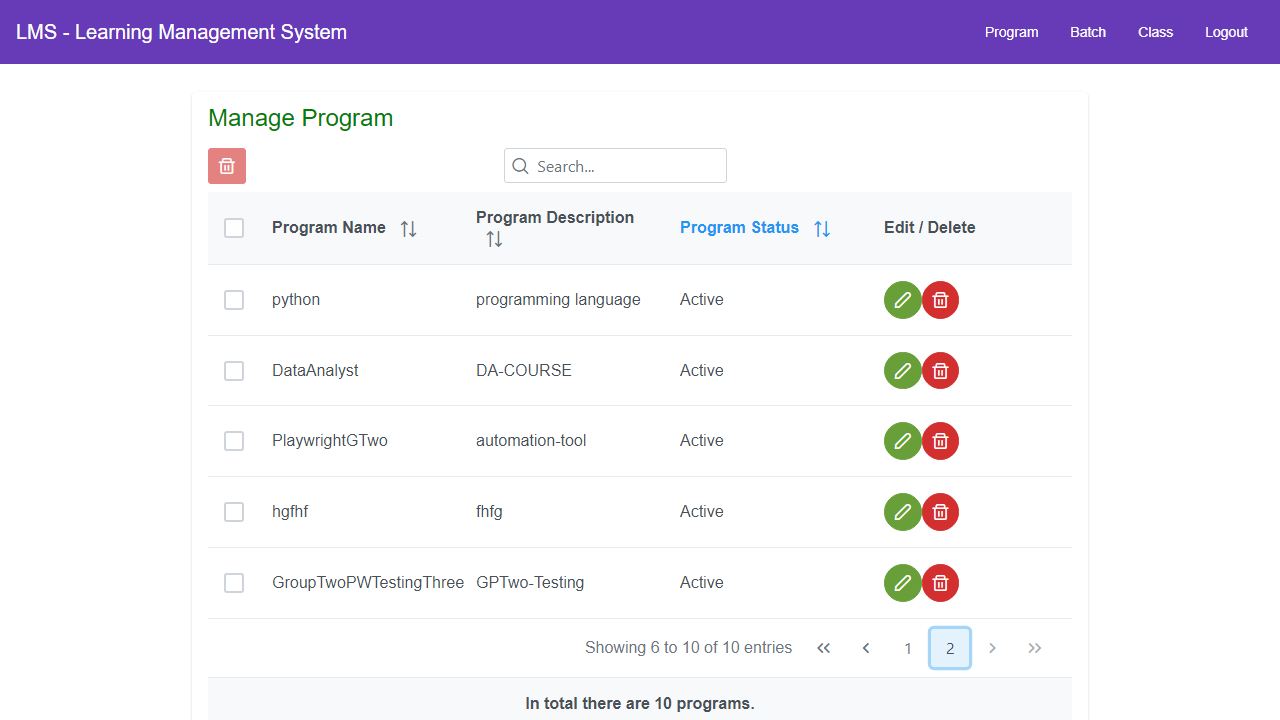 LMS - Learning Management System Program Batch Class Logout
Manage Program
Search...
Program Name Program Description Program Status Edit / Delete
python programming language Active
DataAnalyst DA-COURSE Active
PlaywrightGTwo automation-tool Active
hgfhf fhfg Active
GroupTwoPWTestingThree GPTwo-Testing Active
Showing 6 to 10 of 10 entries 1 2
In total there are 10 programs.